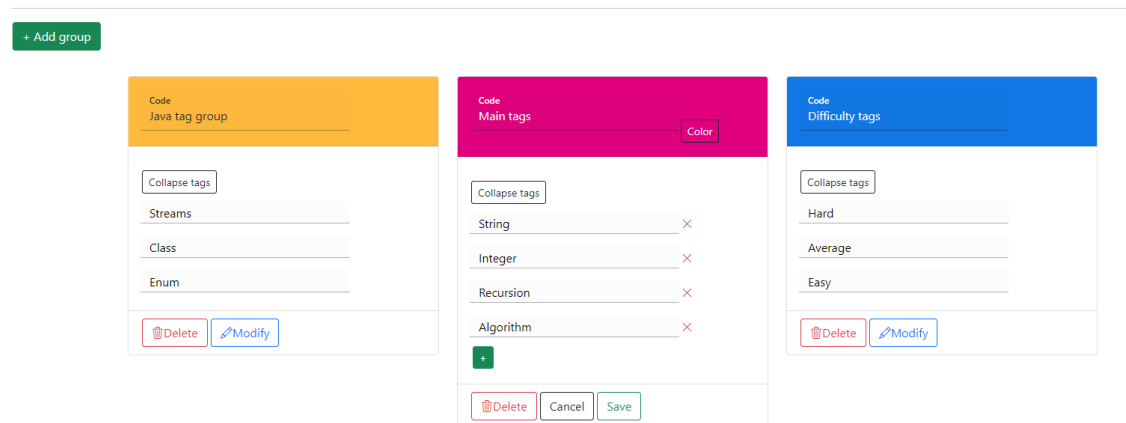 + Add group
Code
Java tag group
Collapse tags
Streams
Class
Enum
Delete Modify
Code
Main tags
Color
Collapse tags
String
Integer
Recursion
Algorithm
+
Delete Cancel Save
Code
Difficulty tags
Collapse tags
Hard
Average
Easy
Delete Modify